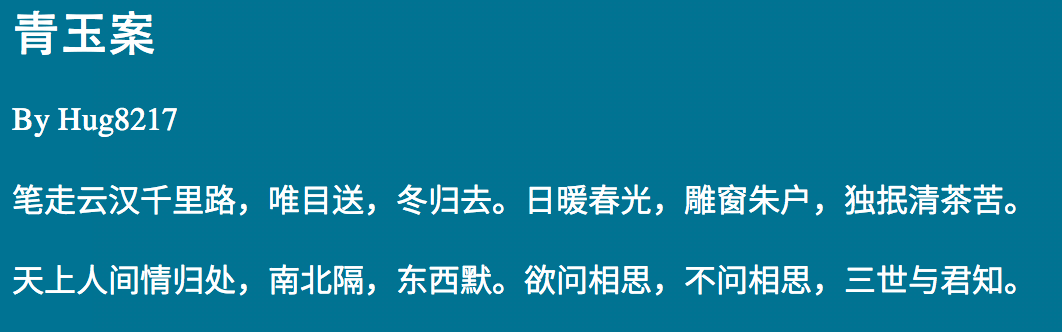 青玉案
By Hug8217
笔走云汉千里路，唯目送，冬归去。日暖春光，雕窗朱户，独抿清茶苦。
天上人间情归处，南北隔，东西默。欲问相思，不问相思，三世与君知。